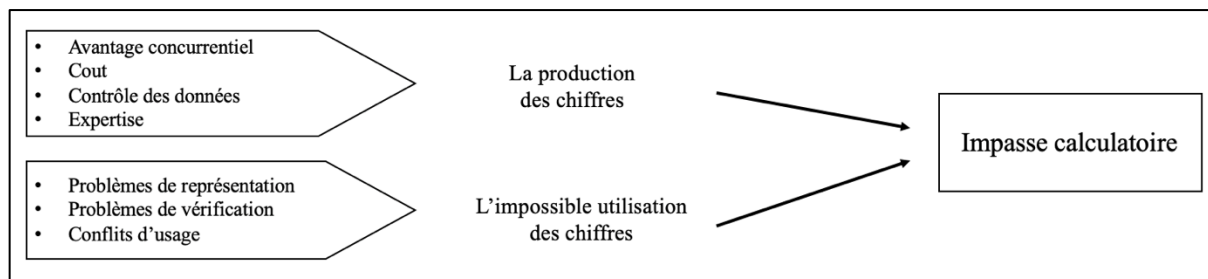 • Avantage concurrentiel
• Cout
• Contrôle des données
• Expertise
La production
des chiffres
Impasse calculatoire
• Problèmes de représentation
• Problèmes de vérification
• Conflits d’usage
L’impossible utilisation
des chiffres